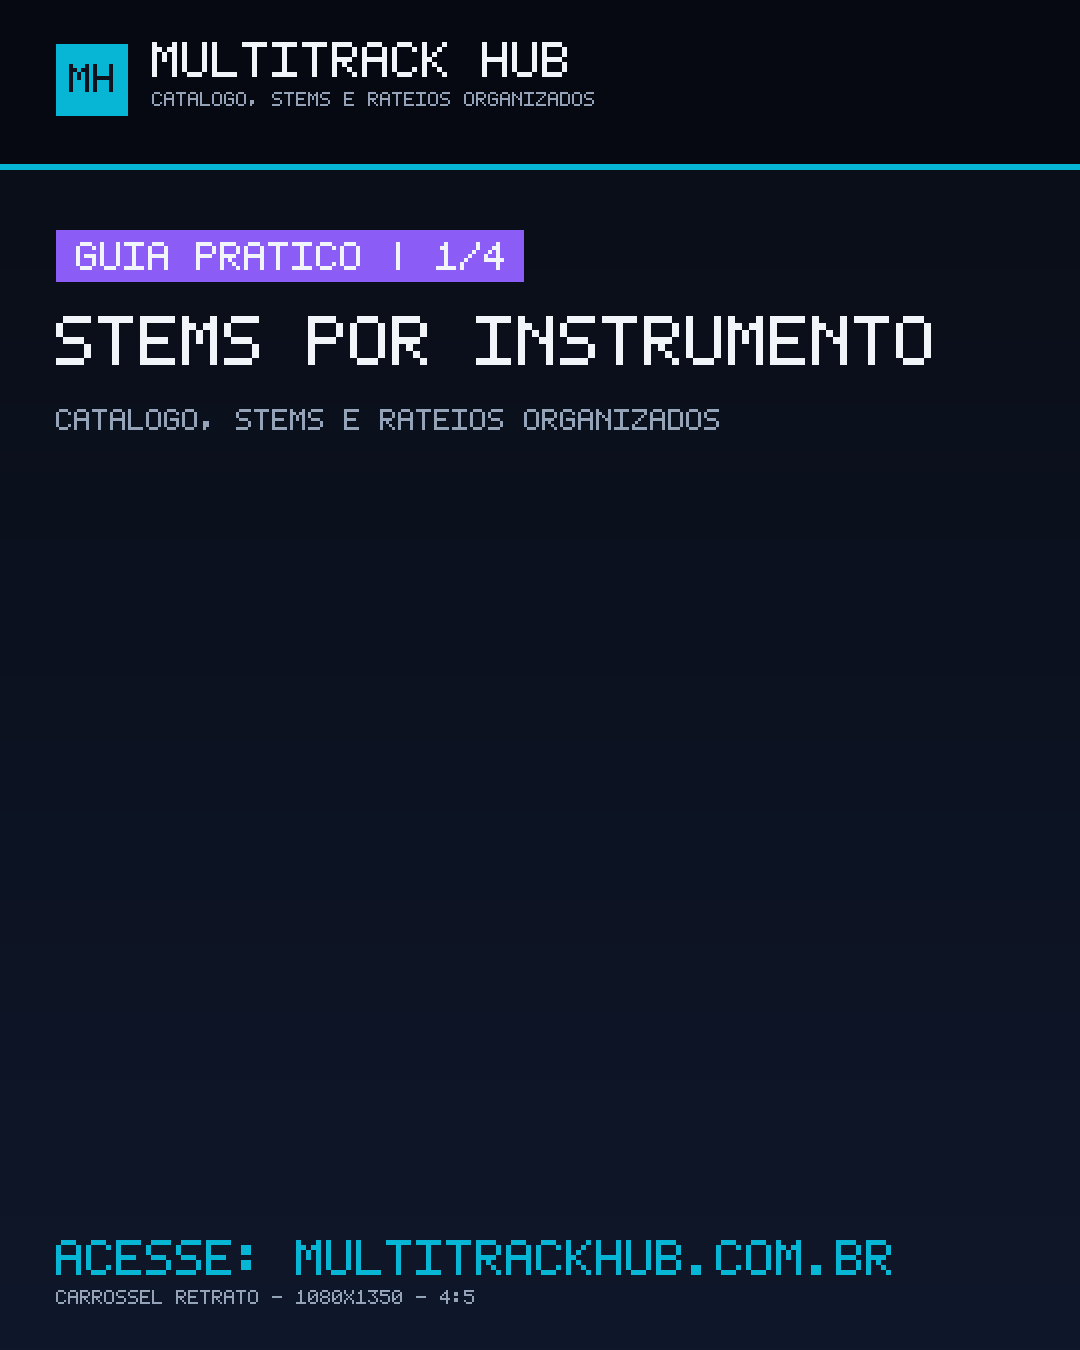 MH
MULTITRACK HUB
CATALOGO, STEMS E RATEIOS ORGANIZADOS
GUIA PRATICO | 1/4
STEMS POR INSTRUMENTO
CATALOGO, STEMS E RATEIOS ORGANIZADOS
ACESSE: MULTITRACKHUB.COM.BR
CARROSSEL RETRATO - 1080X1350 - 4:5